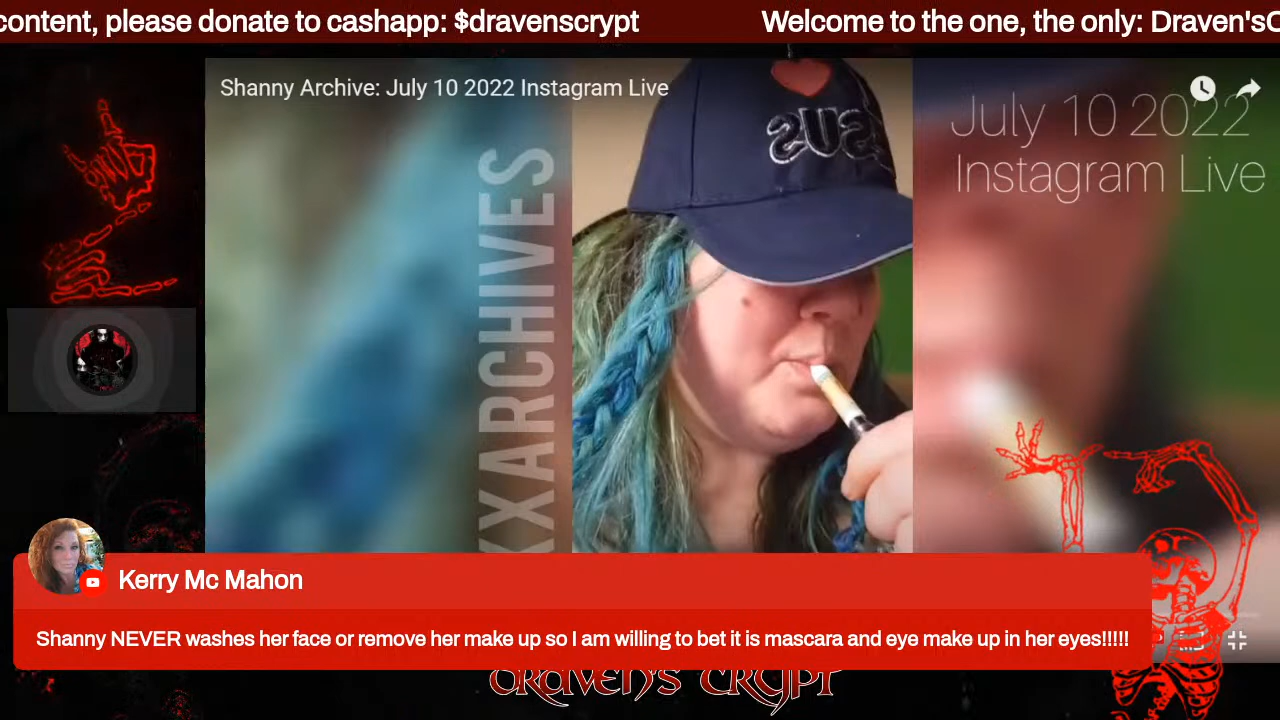 content, please donate to cashapp: $dravenscrypt
Welcome to the one, the only: Draven'sC
Shanny Archive: July 10 2022 Instagram Live
July 10 2022
Instagram Live
XXARCHIVES
SUS
Kerry Mc Mahon
Shanny NEVER washes her face or remove her make up so I am willing to bet it is mascara and eye make up in her eyes!!!!!
Draven's Crypt